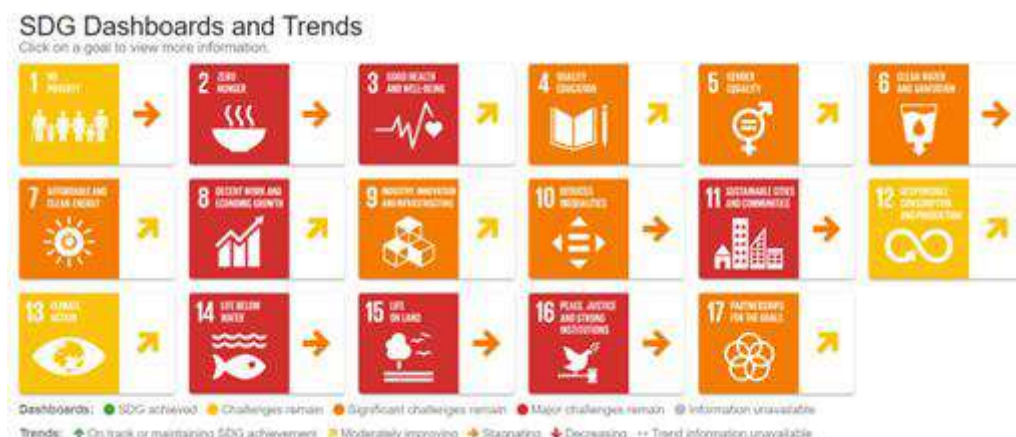 SDG Dashboards and Trends
Click on a goal to view more information.
1 NO
POVERTY
2 ZERO
HUNGER
3 GOOD HEALTH
AND WELL-BEING
4 QUALITY
EDUCATION
5 GENDER
EQUALITY
6 CLEAN WATER
AND SANITATION
7 AFFORDABLE AND
CLEAN ENERGY
8 DECENT WORK AND
ECONOMIC GROWTH
9 INDUSTRY, INNOVATION
AND INFRASTRUCTURE
10 REDUCED
INEQUALITIES
11 SUSTAINABLE CITIES
AND COMMUNITIES
12 RESPONSIBLE
CONSUMPTION
AND PRODUCTION
13 CLIMATE
ACTION
14 LIFE BELOW
WATER
15 LIFE
ON LAND
16 PEACE, JUSTICE
AND STRONG
INSTITUTIONS
17 PARTNERSHIPS
FOR THE GOALS
Dashboards: SDG achieved Challenges remain Significant challenges remain Major challenges remain Information unavailable
Trends: On track or maintaining SDG achievement Moderately improving Stagnating Decreasing Trend information unavailable